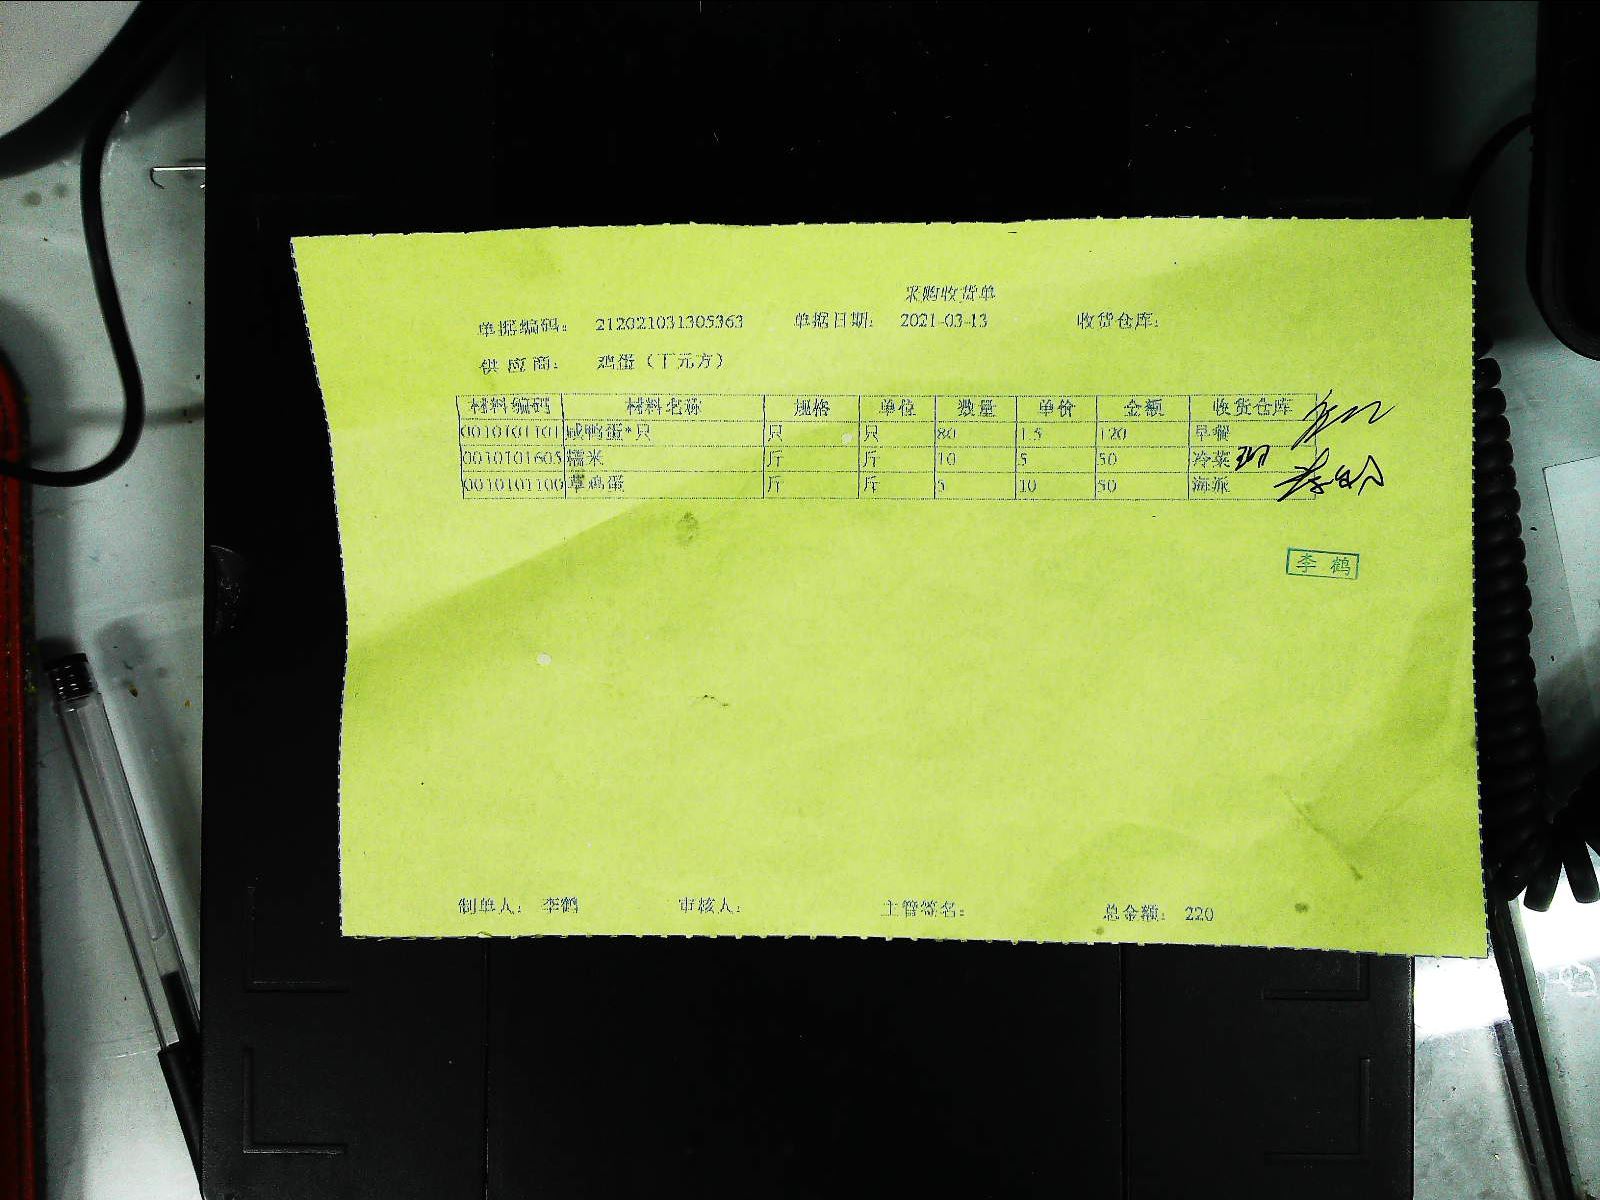 采购收货单
单据编码： 212021031305363 单据日期： 2021-03-13 收货仓库：
供 应 商： 鸡蛋（丁元方）
材料编码 材料名称 规格 单位 数量 单价 金额 收货仓库
0010101101 咸鸭蛋*只 只 只 80 1.5 120 早餐
0010101605 糯米 斤 斤 10 5 50 冷菜
0010101100 草鸡蛋 斤 斤 5 10 50 海派
李 鹤
制单人： 李鹤 审核人： 主管签名： 总金额： 220